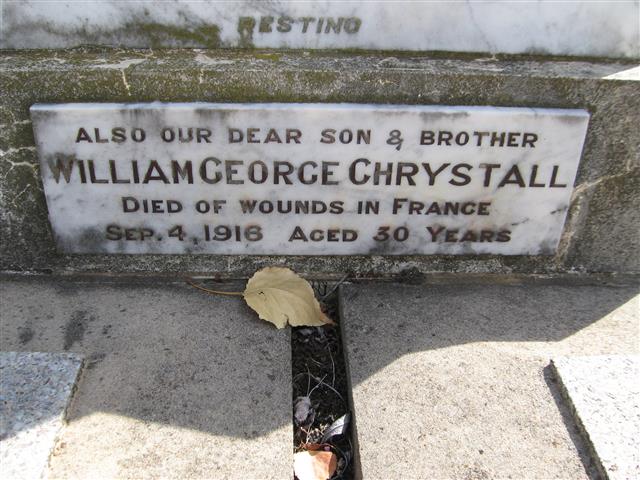 RESTING
ALSO OUR DEAR SON & BROTHER
WILLIAM GEORGE CHRYSTALL
DIED OF WOUNDS IN FRANCE
SEP. 4, 1916 AGED 30 YEARS